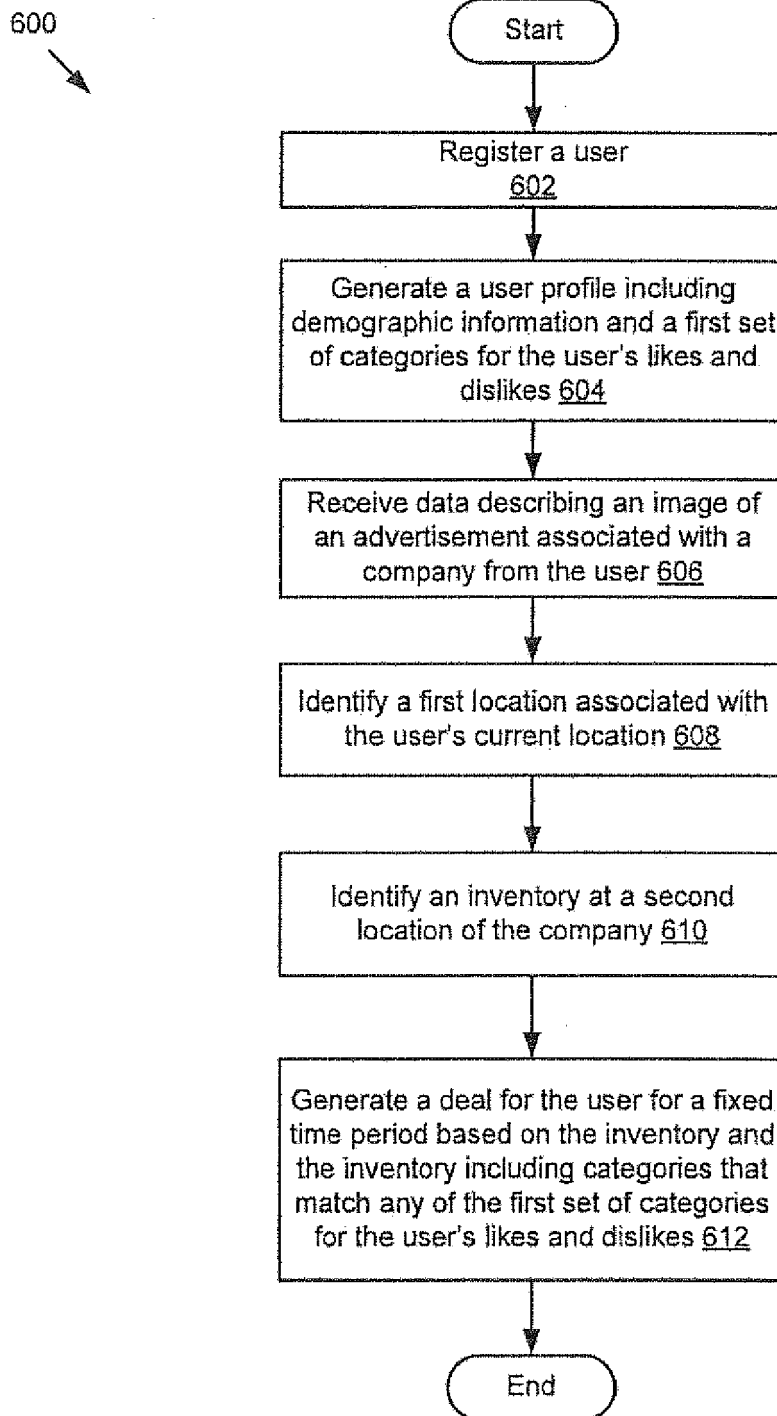 600
Start
Register a user
602
Generate a user profile including
demographic information and a first set
of categories for the user's likes and
dislikes 604
Receive data describing an image of
an advertisement associated with a
company from the user 606
Identify a first location associated with
the user's current location 608
Identify an inventory at a second
location of the company 610
Generate a deal for the user for a fixed
time period based on the inventory and
the inventory including categories that
match any of the first set of categories
for the user's likes and dislikes 612
End